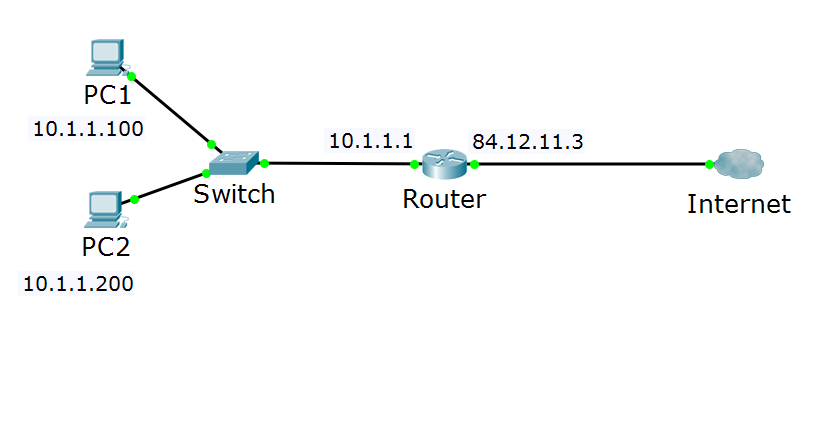 PC1
10.1.1.100
10.1.1.1
84.12.11.3
Switch
Router
Internet
PC2
10.1.1.200